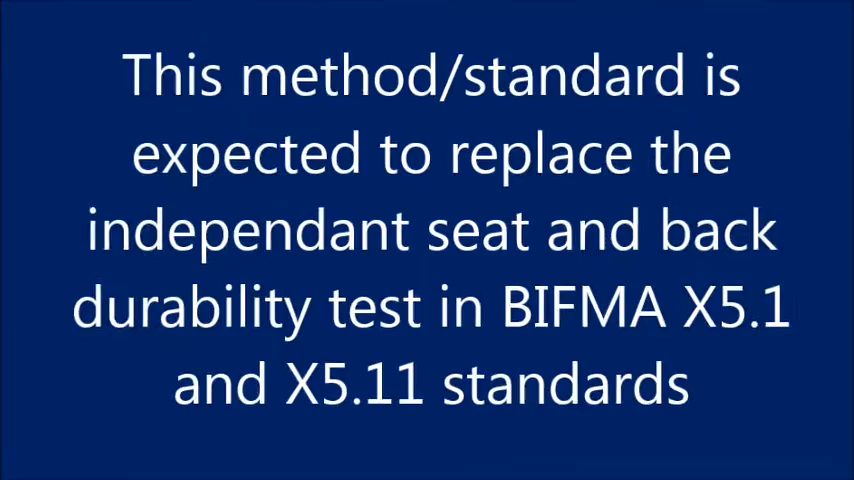 This method/standard is
expected to replace the
independant seat and back
durability test in BIFMA X5.1
and X5.11 standards